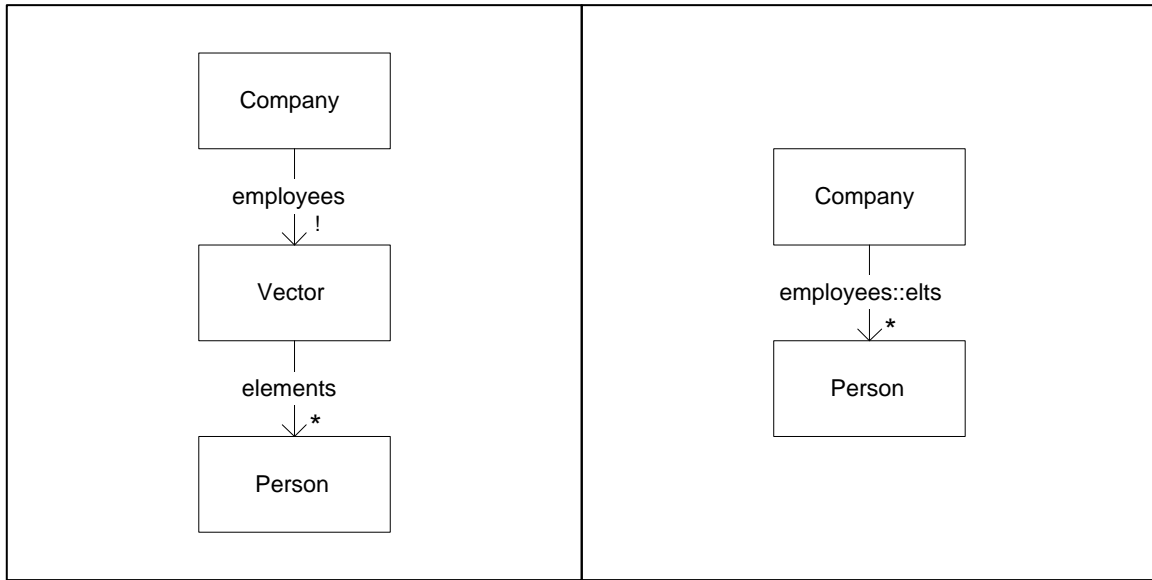 Company
employees
!
Vector
elements
*
Person
Company
employees::elts
*
Person